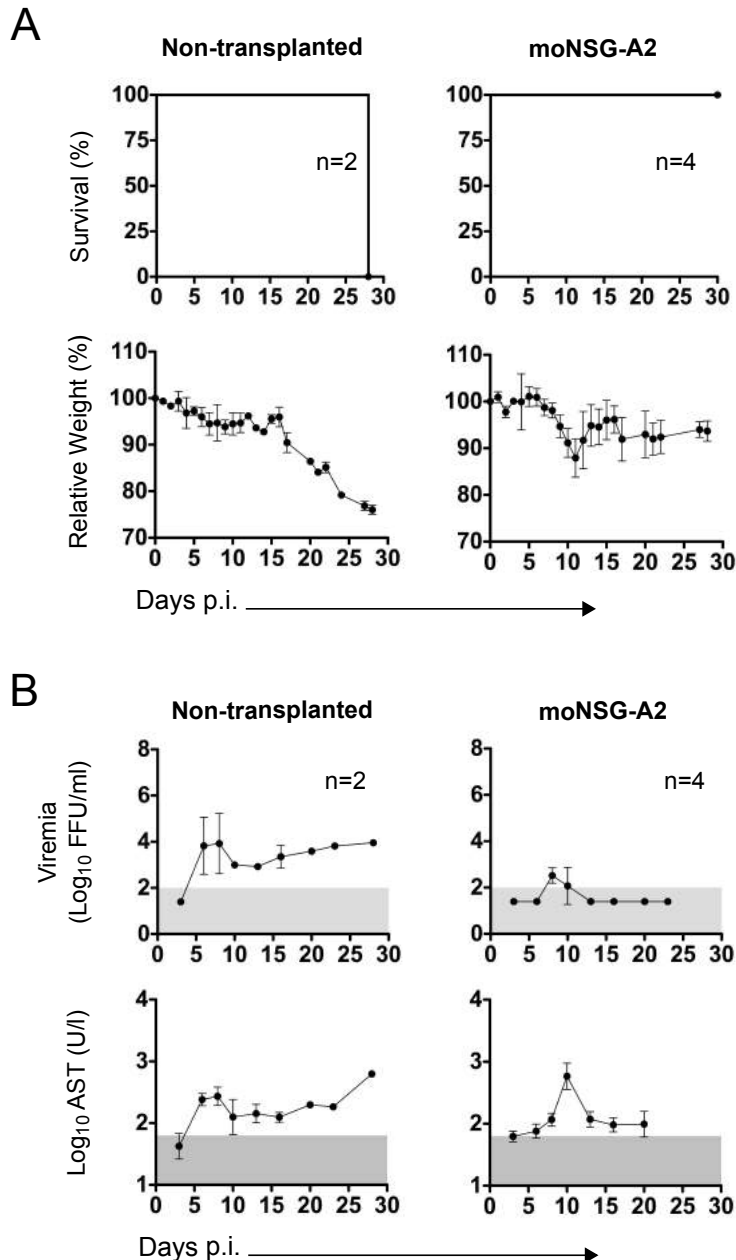 A
Non-transplanted
moNSG-A2
Survival (%)
100
75
50
25
0
n=2
0 5 10 15 20 25 30
100
75
50
25
0
n=4
0 5 10 15 20 25 30
Relative Weight (%)
110
100
90
80
70
0 5 10 15 20 25 30
110
100
90
80
70
0 5 10 15 20 25 30
Days p.i.
B
Non-transplanted
moNSG-A2
Viremia
(Log10 FFU/ml)
8
6
4
2
0
n=2
0 5 10 15 20 25 30
8
6
4
2
0
n=4
0 5 10 15 20 25 30
Log10 AST (U/l)
4
3
2
1
0 5 10 15 20 25 30
4
3
2
1
0 5 10 15 20 25 30
Days p.i.